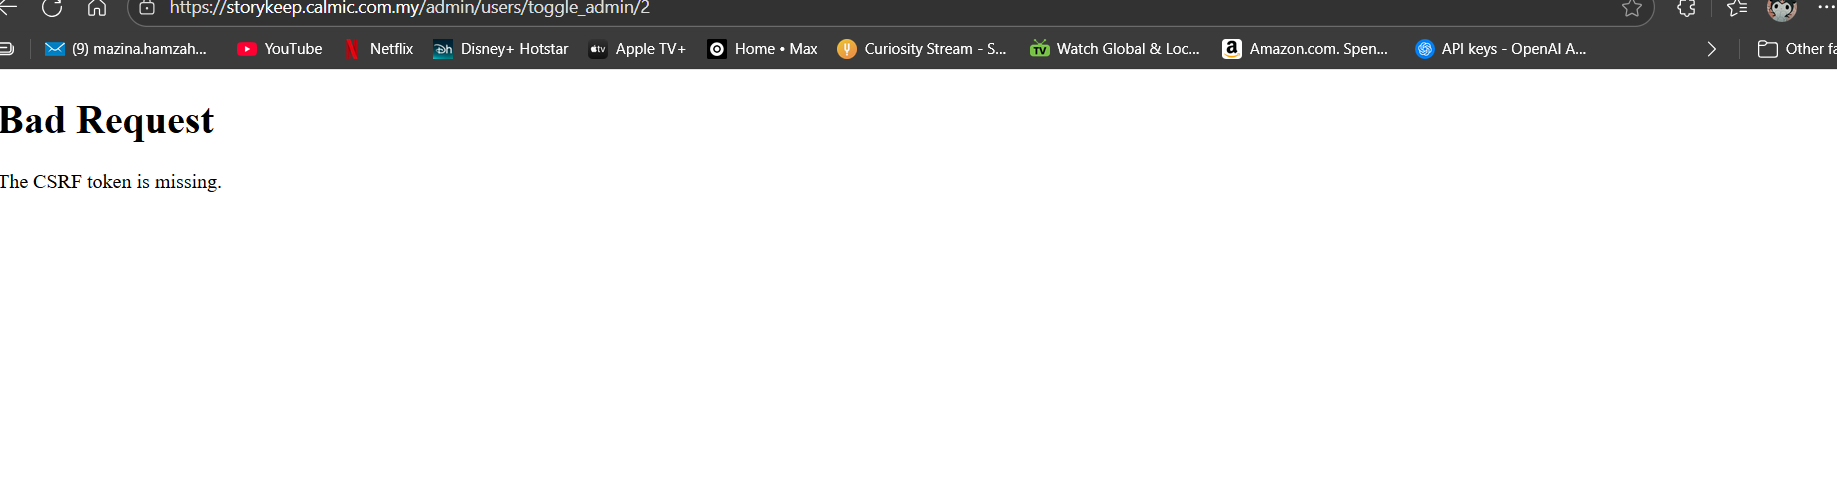 https://storykeep.calmic.com.my/admin/users/toggle_admin/2
(9) mazina.hamzah... YouTube Netflix Disney+ Hotstar Apple TV+ Home • Max Curiosity Stream - S... Watch Global & Loc... Amazon.com. Spen... API keys - OpenAI A... Other fa
Bad Request
The CSRF token is missing.